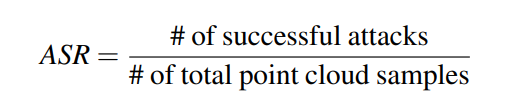 ASR = # of successful attacks
# of total point cloud samples